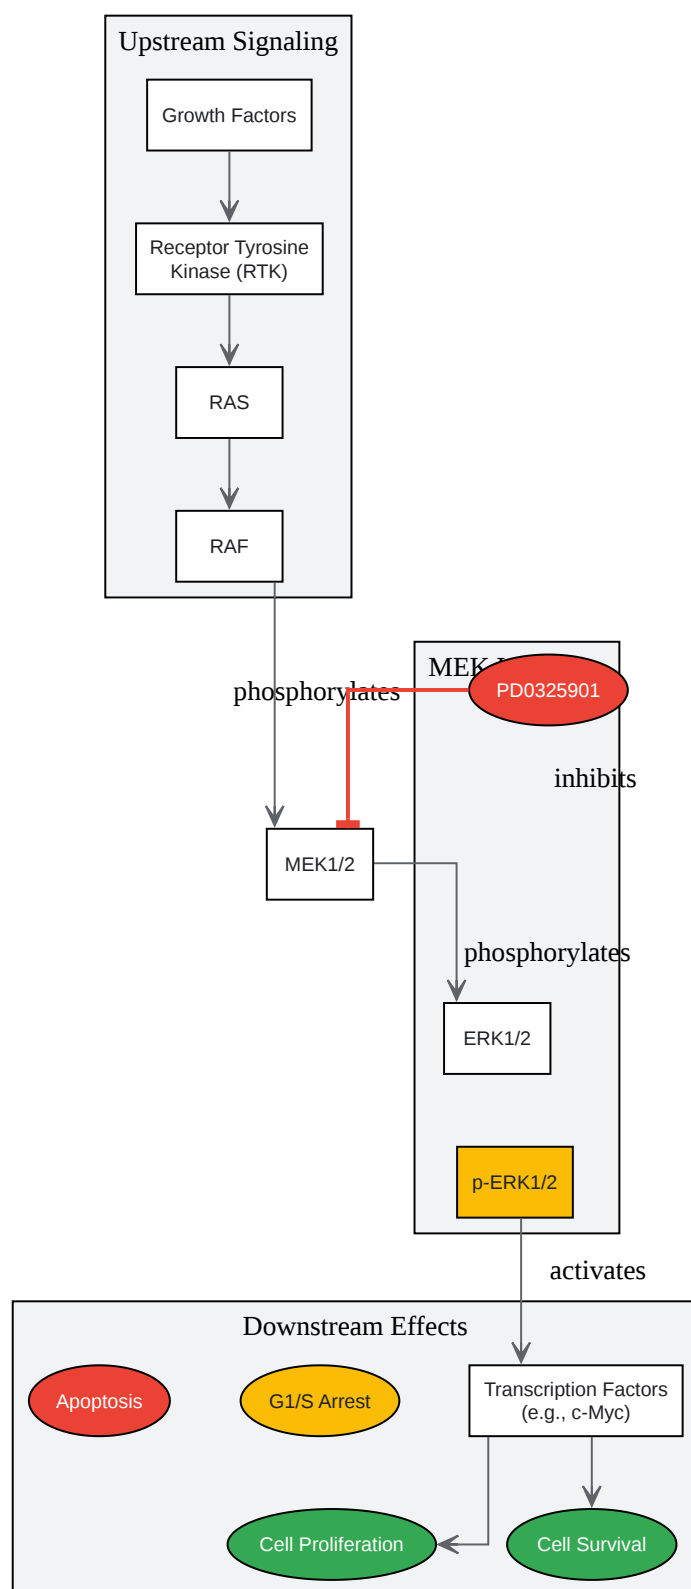 Upstream Signaling
Growth Factors
Receptor Tyrosine
Kinase (RTK)
RAS
RAF
phosphorylates
MEK
PD0325901
inhibits
MEK1/2
phosphorylates
ERK1/2
p-ERK1/2
activates
Downstream Effects
Apoptosis
G1/S Arrest
Transcription Factors
(e.g., c-Myc)
Cell Proliferation
Cell Survival